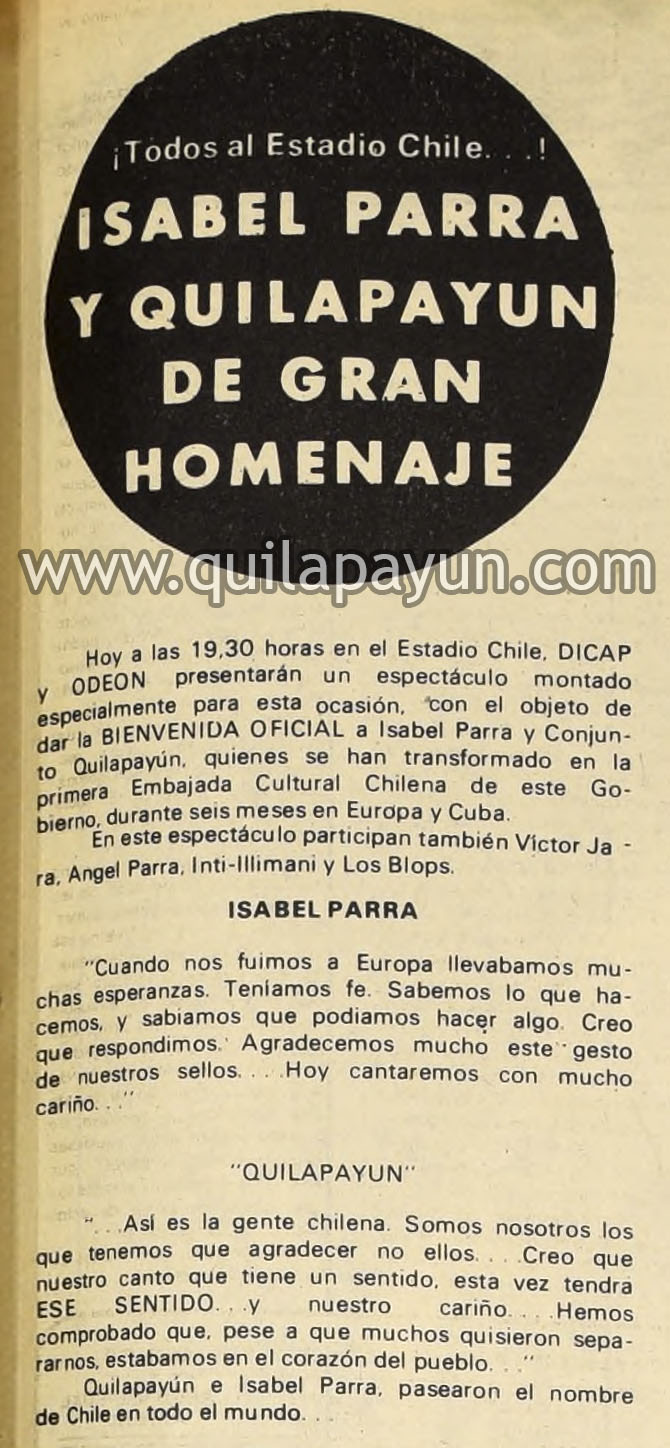 ¡Todos al Estadio Chile. . .!
ISABEL PARRA
Y QUILAPAYUN
DE GRAN
HOMENAJE
www.quilapayun.com
Hoy a las 19,30 horas en el Estadio Chile, DICAP
y ODEON presentarán un espectáculo montado
especialmente para esta ocasión, con el objeto de
dar la BIENVENIDA OFICIAL a Isabel Parra y Conjun-
to Quilapayún, quienes se han transformado en la
primera Embajada Cultural Chilena de este Go-
bierno, durante seis meses en Europa y Cuba.
En este espectáculo participan también Víctor Ja -
ra, Angel Parra, Inti-Illimani y Los Blops.
ISABEL PARRA
"Cuando nos fuimos a Europa llevabamos mu-
chas esperanzas. Teníamos fe. Sabemos lo que ha-
cemos, y sabiamos que podiamos hacer algo. Creo
que respondimos. Agradecemos mucho este gesto
de nuestros sellos. . . .Hoy cantaremos con mucho
cariño. . ."
"QUILAPAYUN"
". . .Así es la gente chilena. Somos nosotros los
que tenemos que agradecer no ellos. . . .Creo que
nuestro canto que tiene un sentido, esta vez tendra
ESE SENTIDO. . .y nuestro cariño. . . .Hemos
comprobado que, pese a que muchos quisieron sepa-
rarnos, estabamos en el corazón del pueblo. . ."
Quilapayún e Isabel Parra, pasearon el nombre
de Chile en todo el mundo. . .